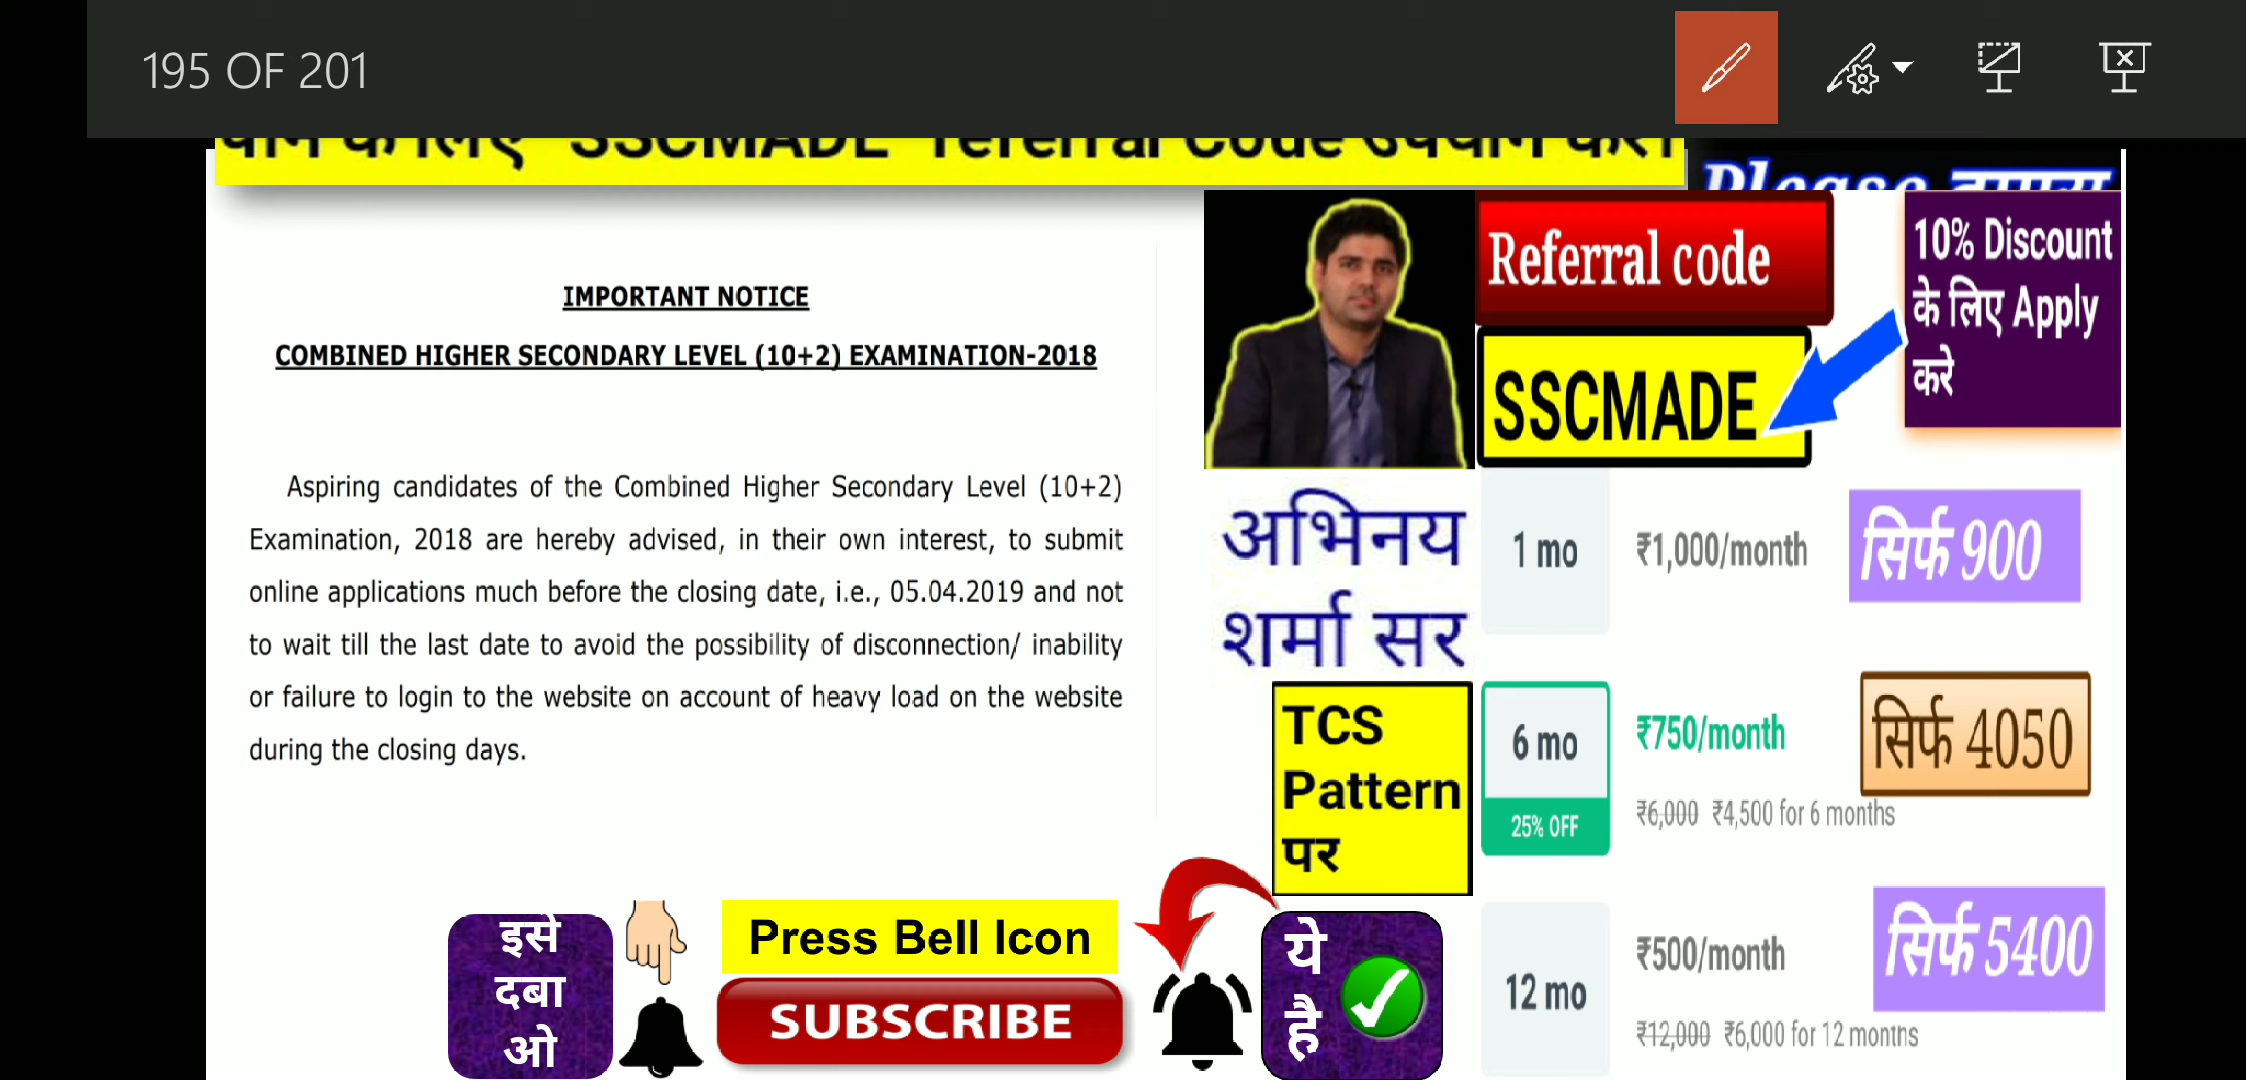 195 OF 201
पाने के लिए "SSCMADE" referral Code उपयोग करे।
Please
IMPORTANT NOTICE
COMBINED HIGHER SECONDARY LEVEL (10+2) EXAMINATION-2018
Aspiring candidates of the Combined Higher Secondary Level (10+2)
Examination, 2018 are hereby advised, in their own interest, to submit
online applications much before the closing date, i.e., 05.04.2019 and not
to wait till the last date to avoid the possibility of disconnection/ inability
or failure to login to the website on account of heavy load on the website
during the closing days.
Referral code
SSCMADE
10% Discount
के लिए Apply
करे
अभिनय
शर्मा सर
1 mo
₹1,000/month
सिर्फ 900
TCS
Pattern
पर
6 mo
25% OFF
₹750/month
₹6,000 ₹4,500 for 6 months
सिर्फ 4050
12 mo
₹500/month
₹12,000 ₹6,000 for 12 months
सिर्फ 5400
इसे
दबा
ओ
Press Bell Icon
SUBSCRIBE
ये
है